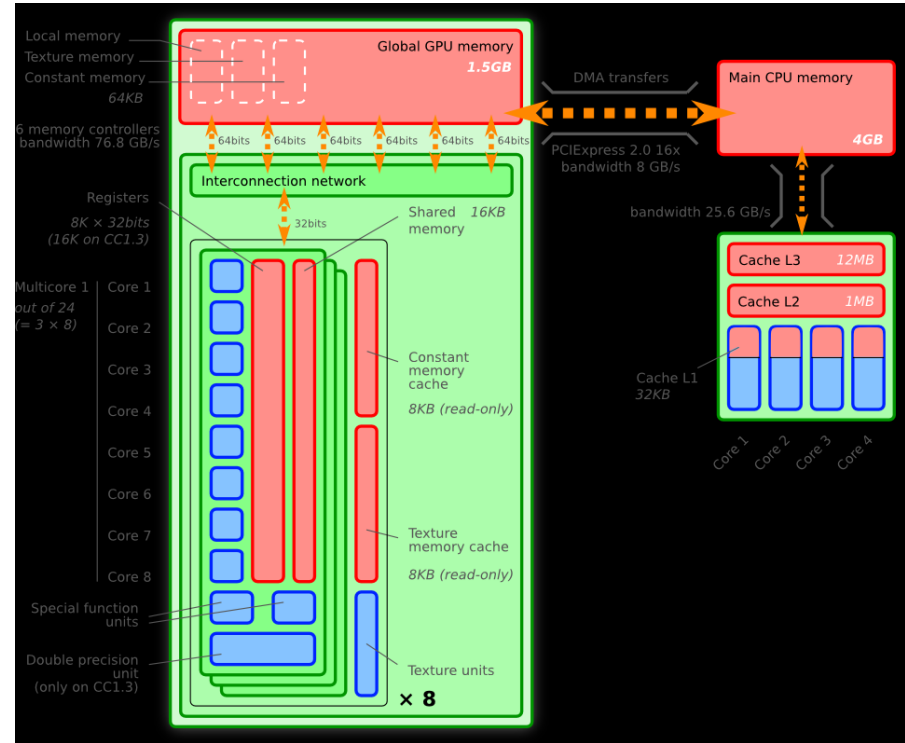 Local memory
Texture memory
Constant memory
64KB
Global GPU memory
1.5GB
DMA transfers
PCIExpress 2.0 16x
bandwidth 8 GB/s
Main CPU memory
4GB
6 memory controllers
bandwidth 76.8 GB/s
64bits
64bits
64bits
64bits
64bits
64bits
Interconnection network
32bits
Registers
8K × 32bits
(16K on CC1.3)
Shared 16KB
memory
bandwidth 25.6 GB/s
Cache L3 12MB
Cache L2 1MB
Cache L1
32KB
Core 1
Core 2
Core 3
Core 4
Multicore 1
out of 24
(= 3 × 8)
Core 1
Core 2
Core 3
Core 4
Core 5
Core 6
Core 7
Core 8
Constant
memory
cache
8KB (read-only)
Texture
memory cache
8KB (read-only)
Special function
units
Double precision
unit
(only on CC1.3)
Texture units
× 8